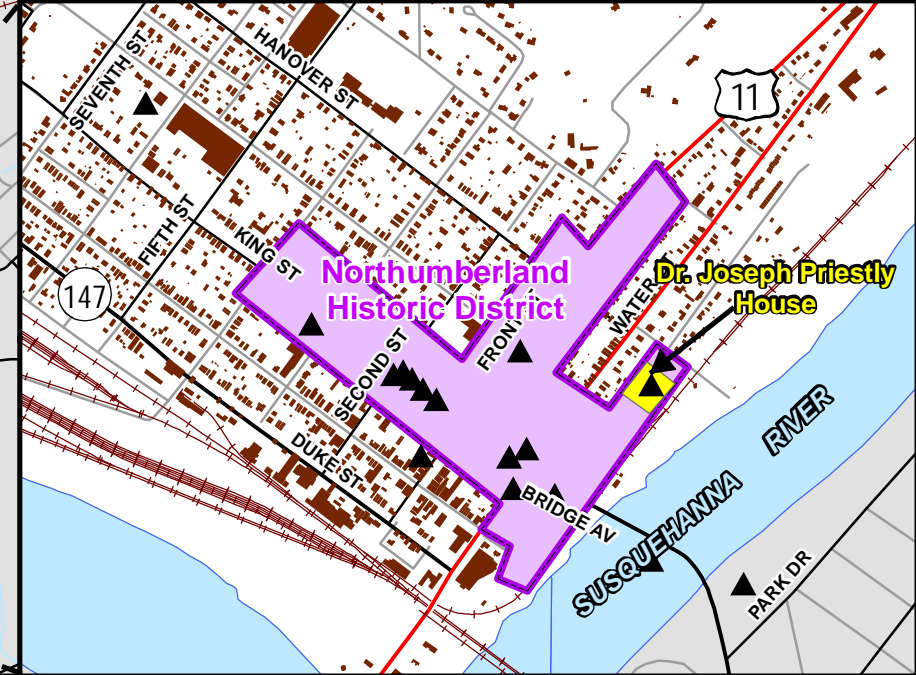 HANOVER ST
SEVENTH ST
11
FIFTH ST
KING ST
Northumberland
Historic District
Dr. Joseph Priestly
House
147
WATER
FRON
SECOND ST
DUKE ST
BRIDGE AV
SUSQUEHANNA RIVER
PARK DR